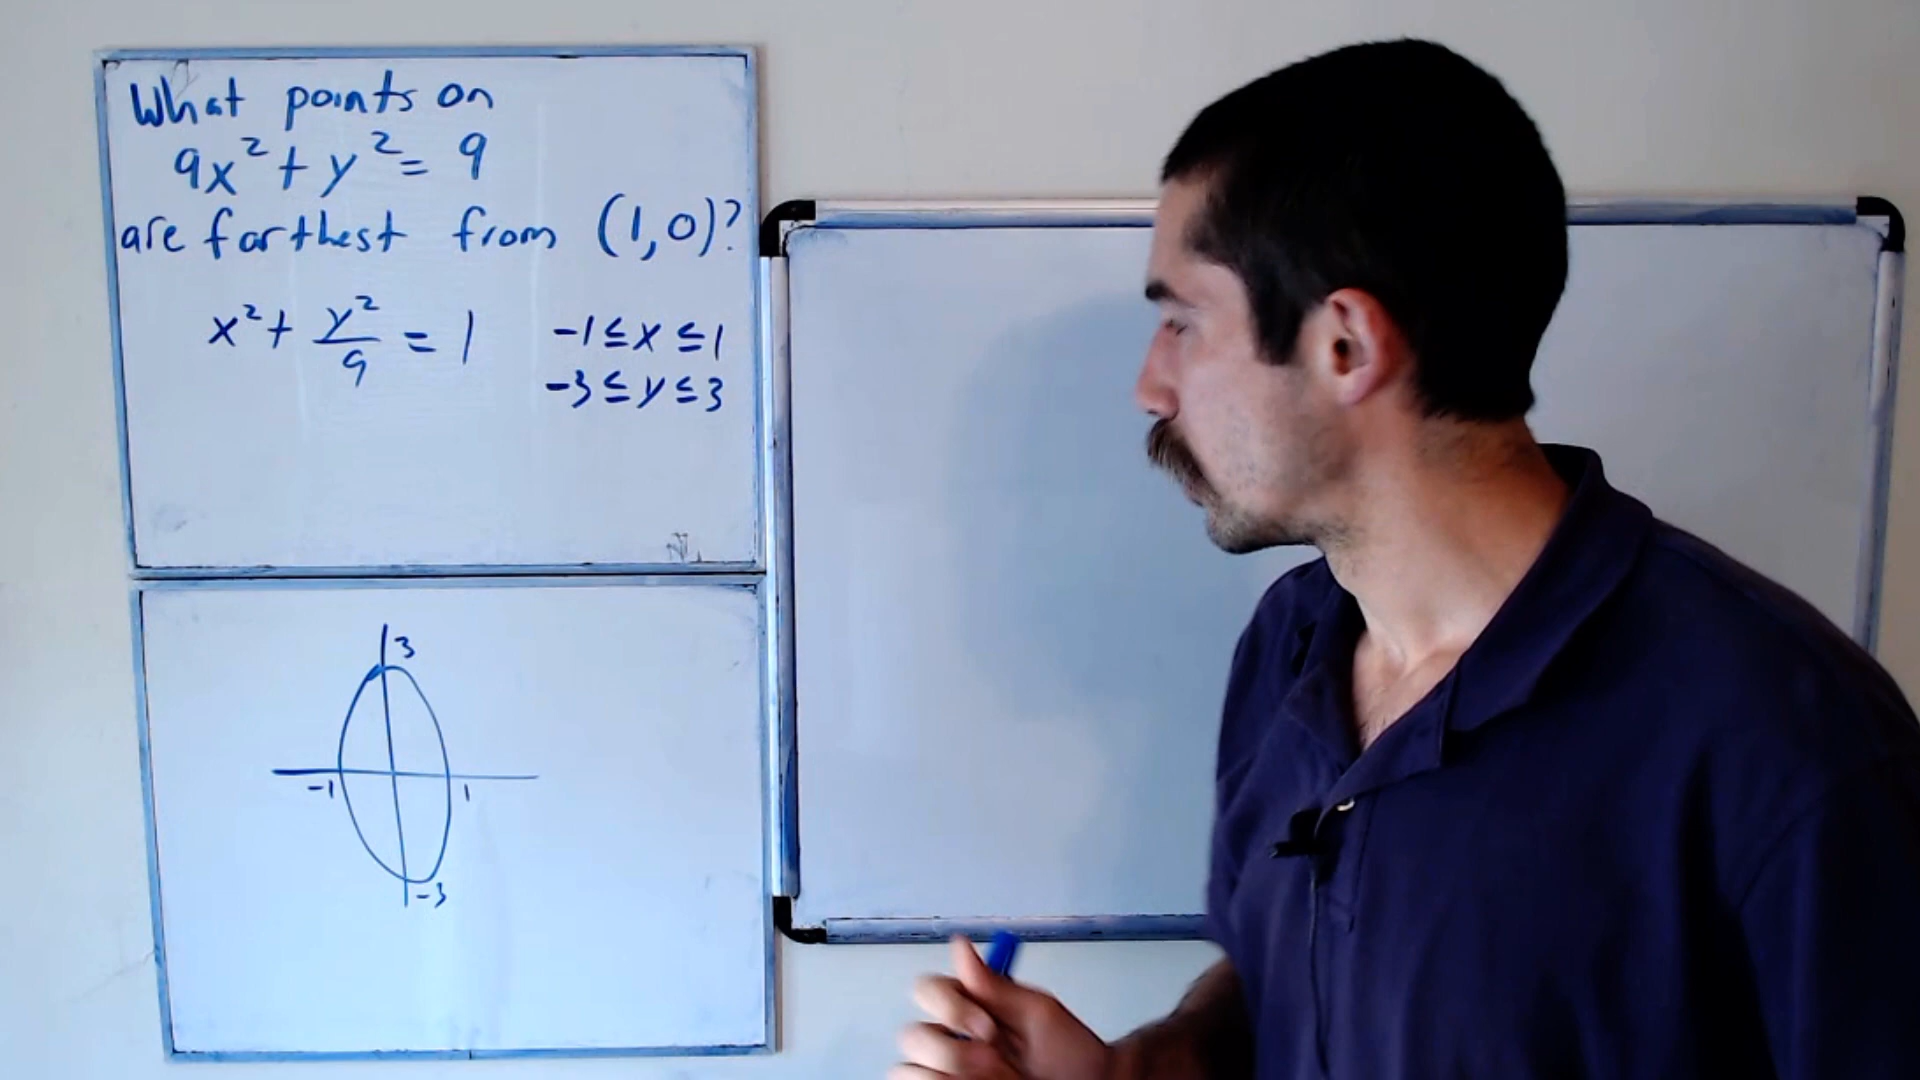 What points on
9x² + y² = 9
are farthest from (1,0)?
x² + y²/9 = 1
-1 ≤ x ≤ 1
-3 ≤ y ≤ 3
3
-1
1
-3